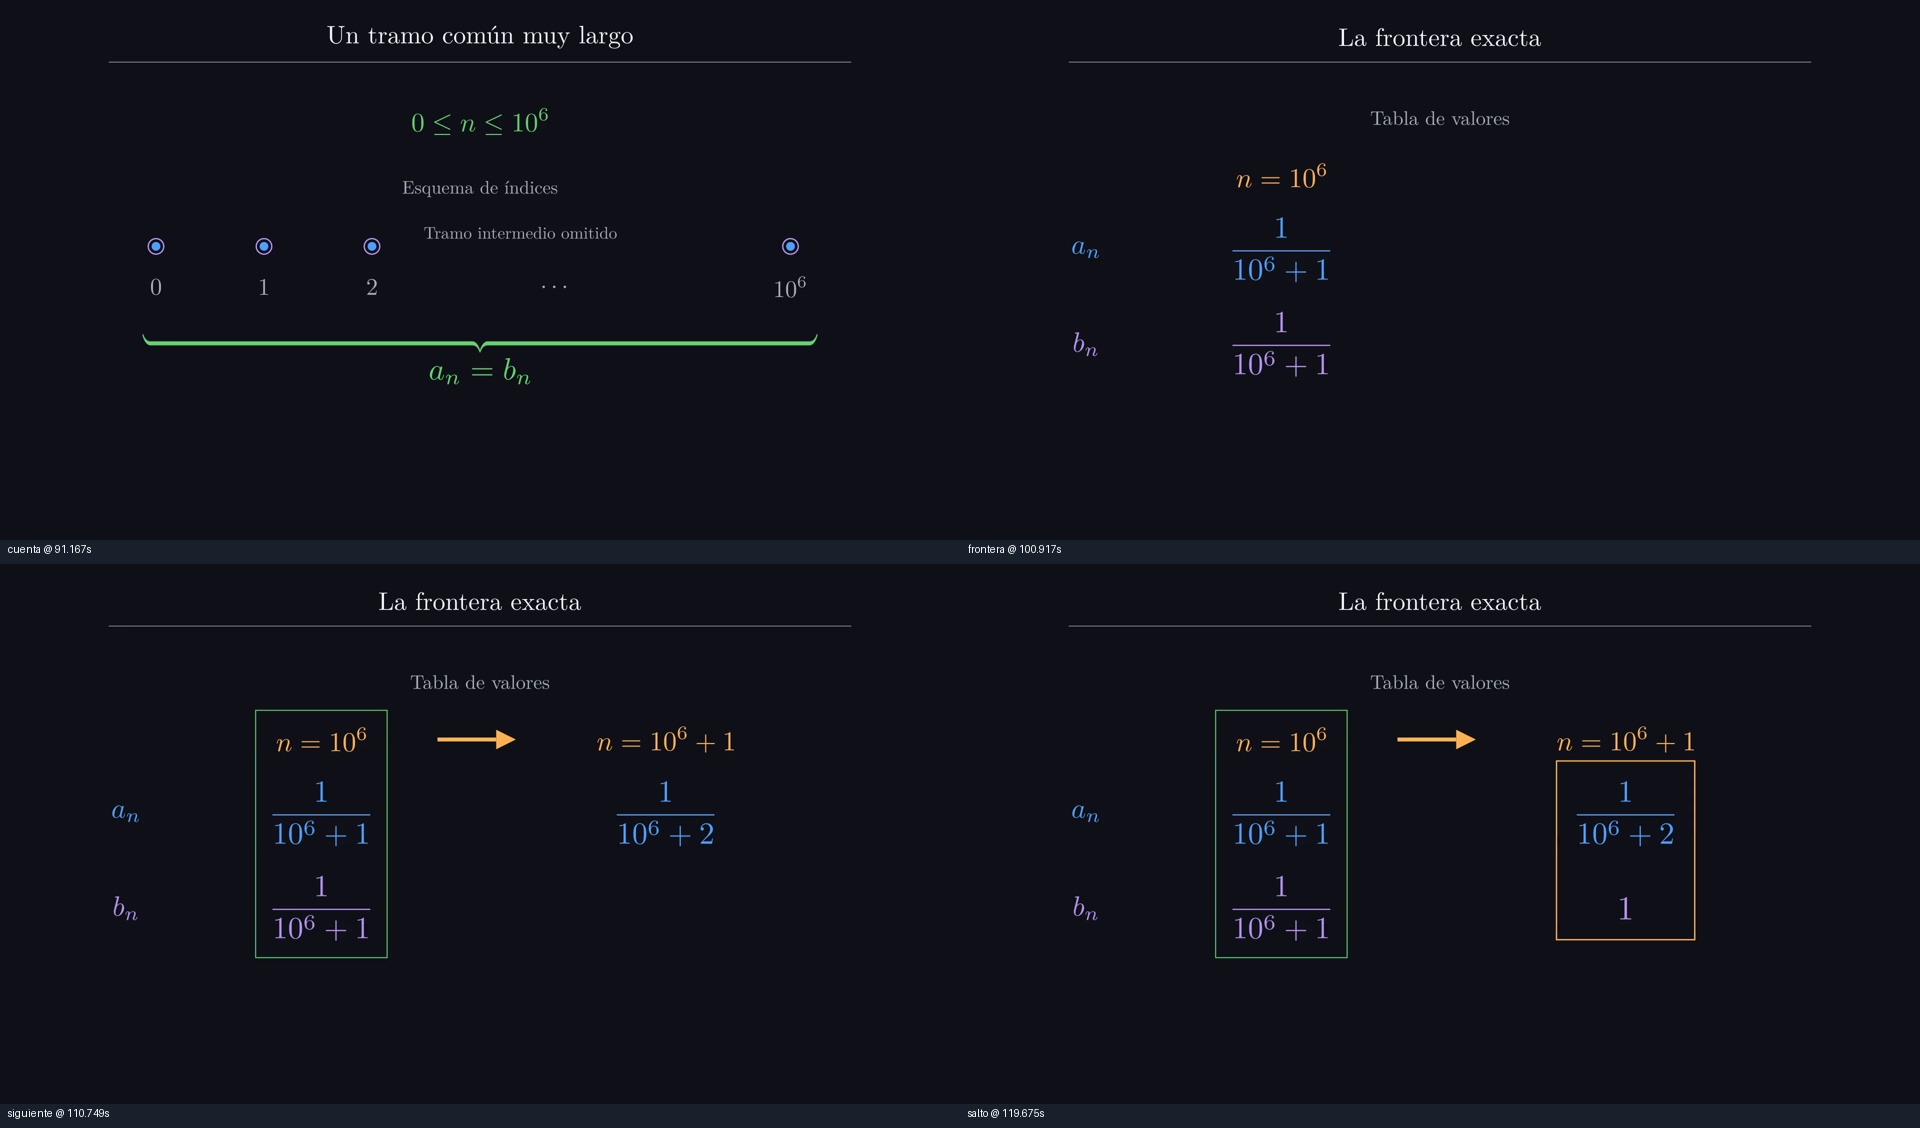 Un tramo común muy largo
0 ≤ n ≤ 10⁶
Esquema de índices
Tramo intermedio omitido
0 1 2 ⋯ 10⁶
aₙ = bₙ
cuenta @ 91.167s
La frontera exacta
Tabla de valores
n = 10⁶
aₙ 1/(10⁶ + 1)
bₙ 1/(10⁶ + 1)
frontera @ 100.917s
La frontera exacta
Tabla de valores
n = 10⁶ n = 10⁶ + 1
aₙ 1/(10⁶ + 1) 1/(10⁶ + 2)
bₙ 1/(10⁶ + 1)
siguiente @ 110.749s
La frontera exacta
Tabla de valores
n = 10⁶ n = 10⁶ + 1
aₙ 1/(10⁶ + 1) 1/(10⁶ + 2)
bₙ 1/(10⁶ + 1) 1
salto @ 119.675s